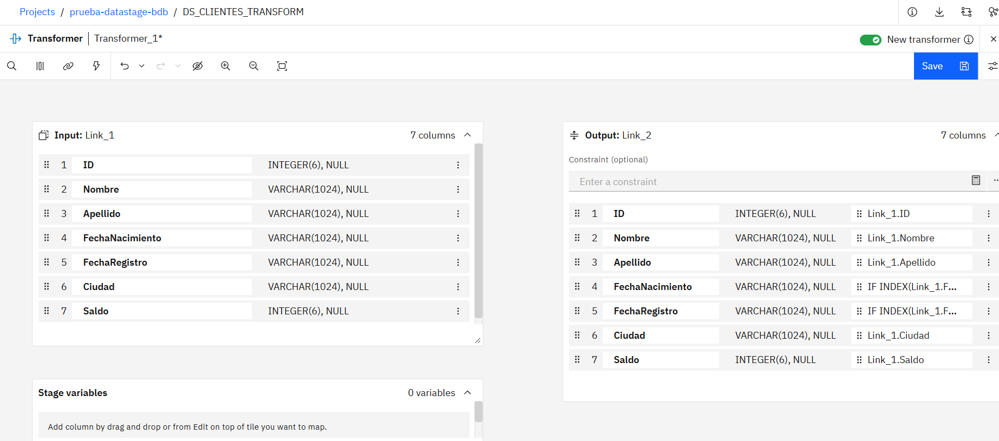 Projects / prueba-datastage-bdb / DS_CLIENTES_TRANSFORM
Transformer | Transformer_1*
New transformer
Save
Input: Link_1 7 columns
1 ID INTEGER(6), NULL
2 Nombre VARCHAR(1024), NULL
3 Apellido VARCHAR(1024), NULL
4 FechaNacimiento VARCHAR(1024), NULL
5 FechaRegistro VARCHAR(1024), NULL
6 Ciudad VARCHAR(1024), NULL
7 Saldo INTEGER(6), NULL
Stage variables 0 variables
Add column by drag and drop or from Edit on top of tile you want to map.
Output: Link_2 7 columns
Constraint (optional)
Enter a constraint
1 ID INTEGER(6), NULL Link_1.ID
2 Nombre VARCHAR(1024), NULL Link_1.Nombre
3 Apellido VARCHAR(1024), NULL Link_1.Apellido
4 FechaNacimiento VARCHAR(1024), NULL IF INDEX(Link_1.F...
5 FechaRegistro VARCHAR(1024), NULL IF INDEX(Link_1.F...
6 Ciudad VARCHAR(1024), NULL Link_1.Ciudad
7 Saldo INTEGER(6), NULL Link_1.Saldo